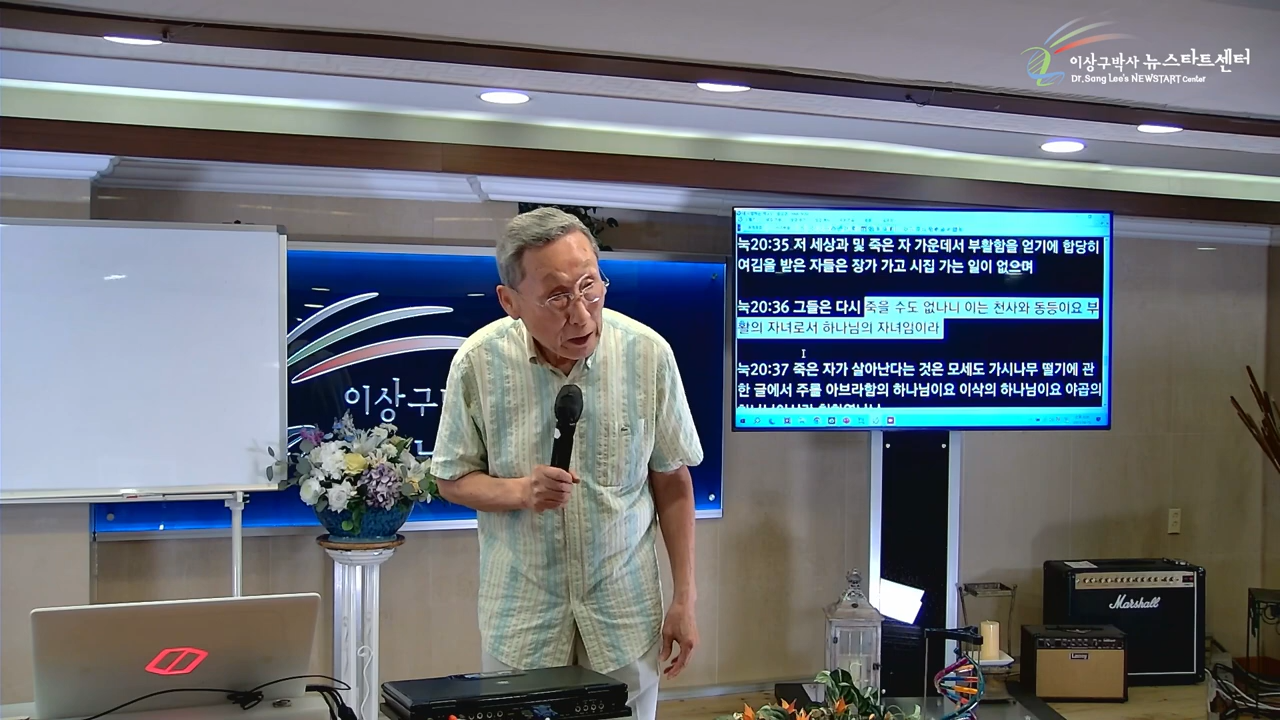 이상구박사 뉴스타트센터
Dr. Sang Lee's NEWSTART Center
눅20:35 저 세상과 및 죽은 자 가운데서 부활함을 얻기에 합당히
여김을 받은 자들은 장가 가고 시집 가는 일이 없으며
눅20:36 그들은 다시 죽을 수도 없나니 이는 천사와 동등이요 부
활의 자녀로서 하나님의 자녀임이라
눅20:37 죽은 자가 살아난다는 것은 모세도 가시나무 떨기에 관
한 글에서 주를 아브라함의 하나님이요 이삭의 하나님이요 야곱의
이상구
Marshall
Laney